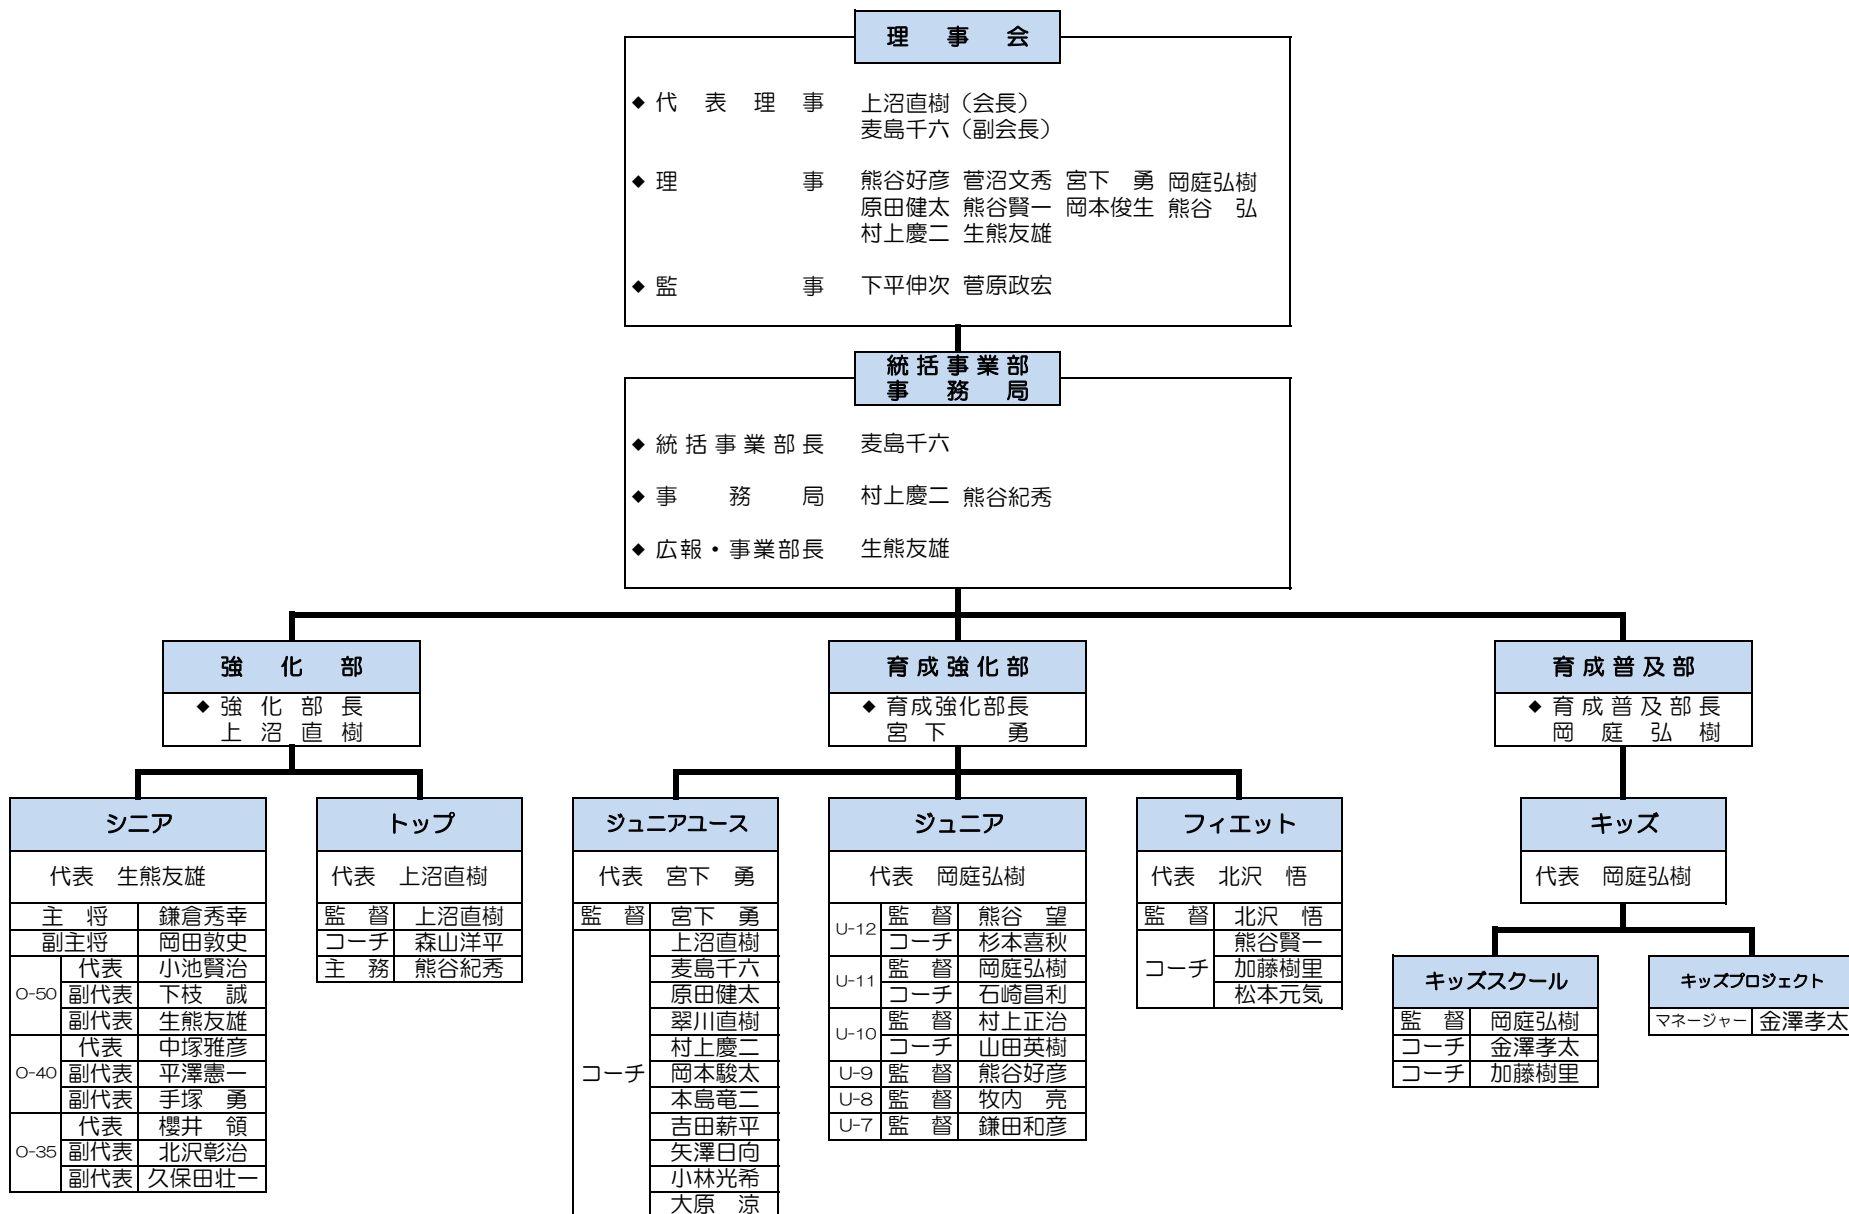 理　事　会
◆ 代　表　理　事　上沼直樹（会長）
麦島千六（副会長）
◆ 理　　　事　熊谷好彦 菅沼文秀 宮下　勇 岡庭弘樹
原田健太 熊谷賢一 岡本俊生 熊谷　弘
村上慶二 生熊友雄
◆ 監　　　事　下平伸次 菅原政宏
統括事業部
事　務　局
◆ 統括事業部長　麦島千六
◆ 事　務　局　村上慶二 熊谷紀秀
◆ 広報・事業部長　生熊友雄
強　化　部
◆ 強化部長
上沼直樹
育成強化部
◆ 育成強化部長
宮下　勇
育成普及部
◆ 育成普及部長
岡庭弘樹
シニア
代表　生熊友雄
主　将　鎌倉秀幸
副主将　岡田敦史
O-50　代表　小池賢治
副代表　下枝　誠
副代表　生熊友雄
O-40　代表　中塚雅彦
副代表　平澤憲一
副代表　手塚　勇
O-35　代表　櫻井　領
副代表　北沢彰治
副代表　久保田壮一
トップ
代表　上沼直樹
監　督　上沼直樹
コーチ　森山洋平
主　務　熊谷紀秀
ジュニアユース
代表　宮下　勇
監　督　宮下　勇
コーチ　上沼直樹
麦島千六
原田健太
翠川直樹
村上慶二
岡本駿太
本島竜二
吉田薪平
矢澤日向
小林光希
大原　涼
ジュニア
代表　岡庭弘樹
U-12　監　督　熊谷　望
コーチ　杉本喜秋
U-11　監　督　岡庭弘樹
コーチ　石崎昌利
U-10　監　督　村上正治
コーチ　山田英樹
U-9　監　督　熊谷好彦
U-8　監　督　牧内　亮
U-7　監　督　鎌田和彦
フィエット
代表　北沢　悟
監　督　北沢　悟
コーチ　熊谷賢一
加藤樹里
松本元気
キッズ
代表　岡庭弘樹
キッズスクール
監　督　岡庭弘樹
コーチ　金澤孝太
コーチ　加藤樹里
キッズプロジェクト
マネージャー　金澤孝太